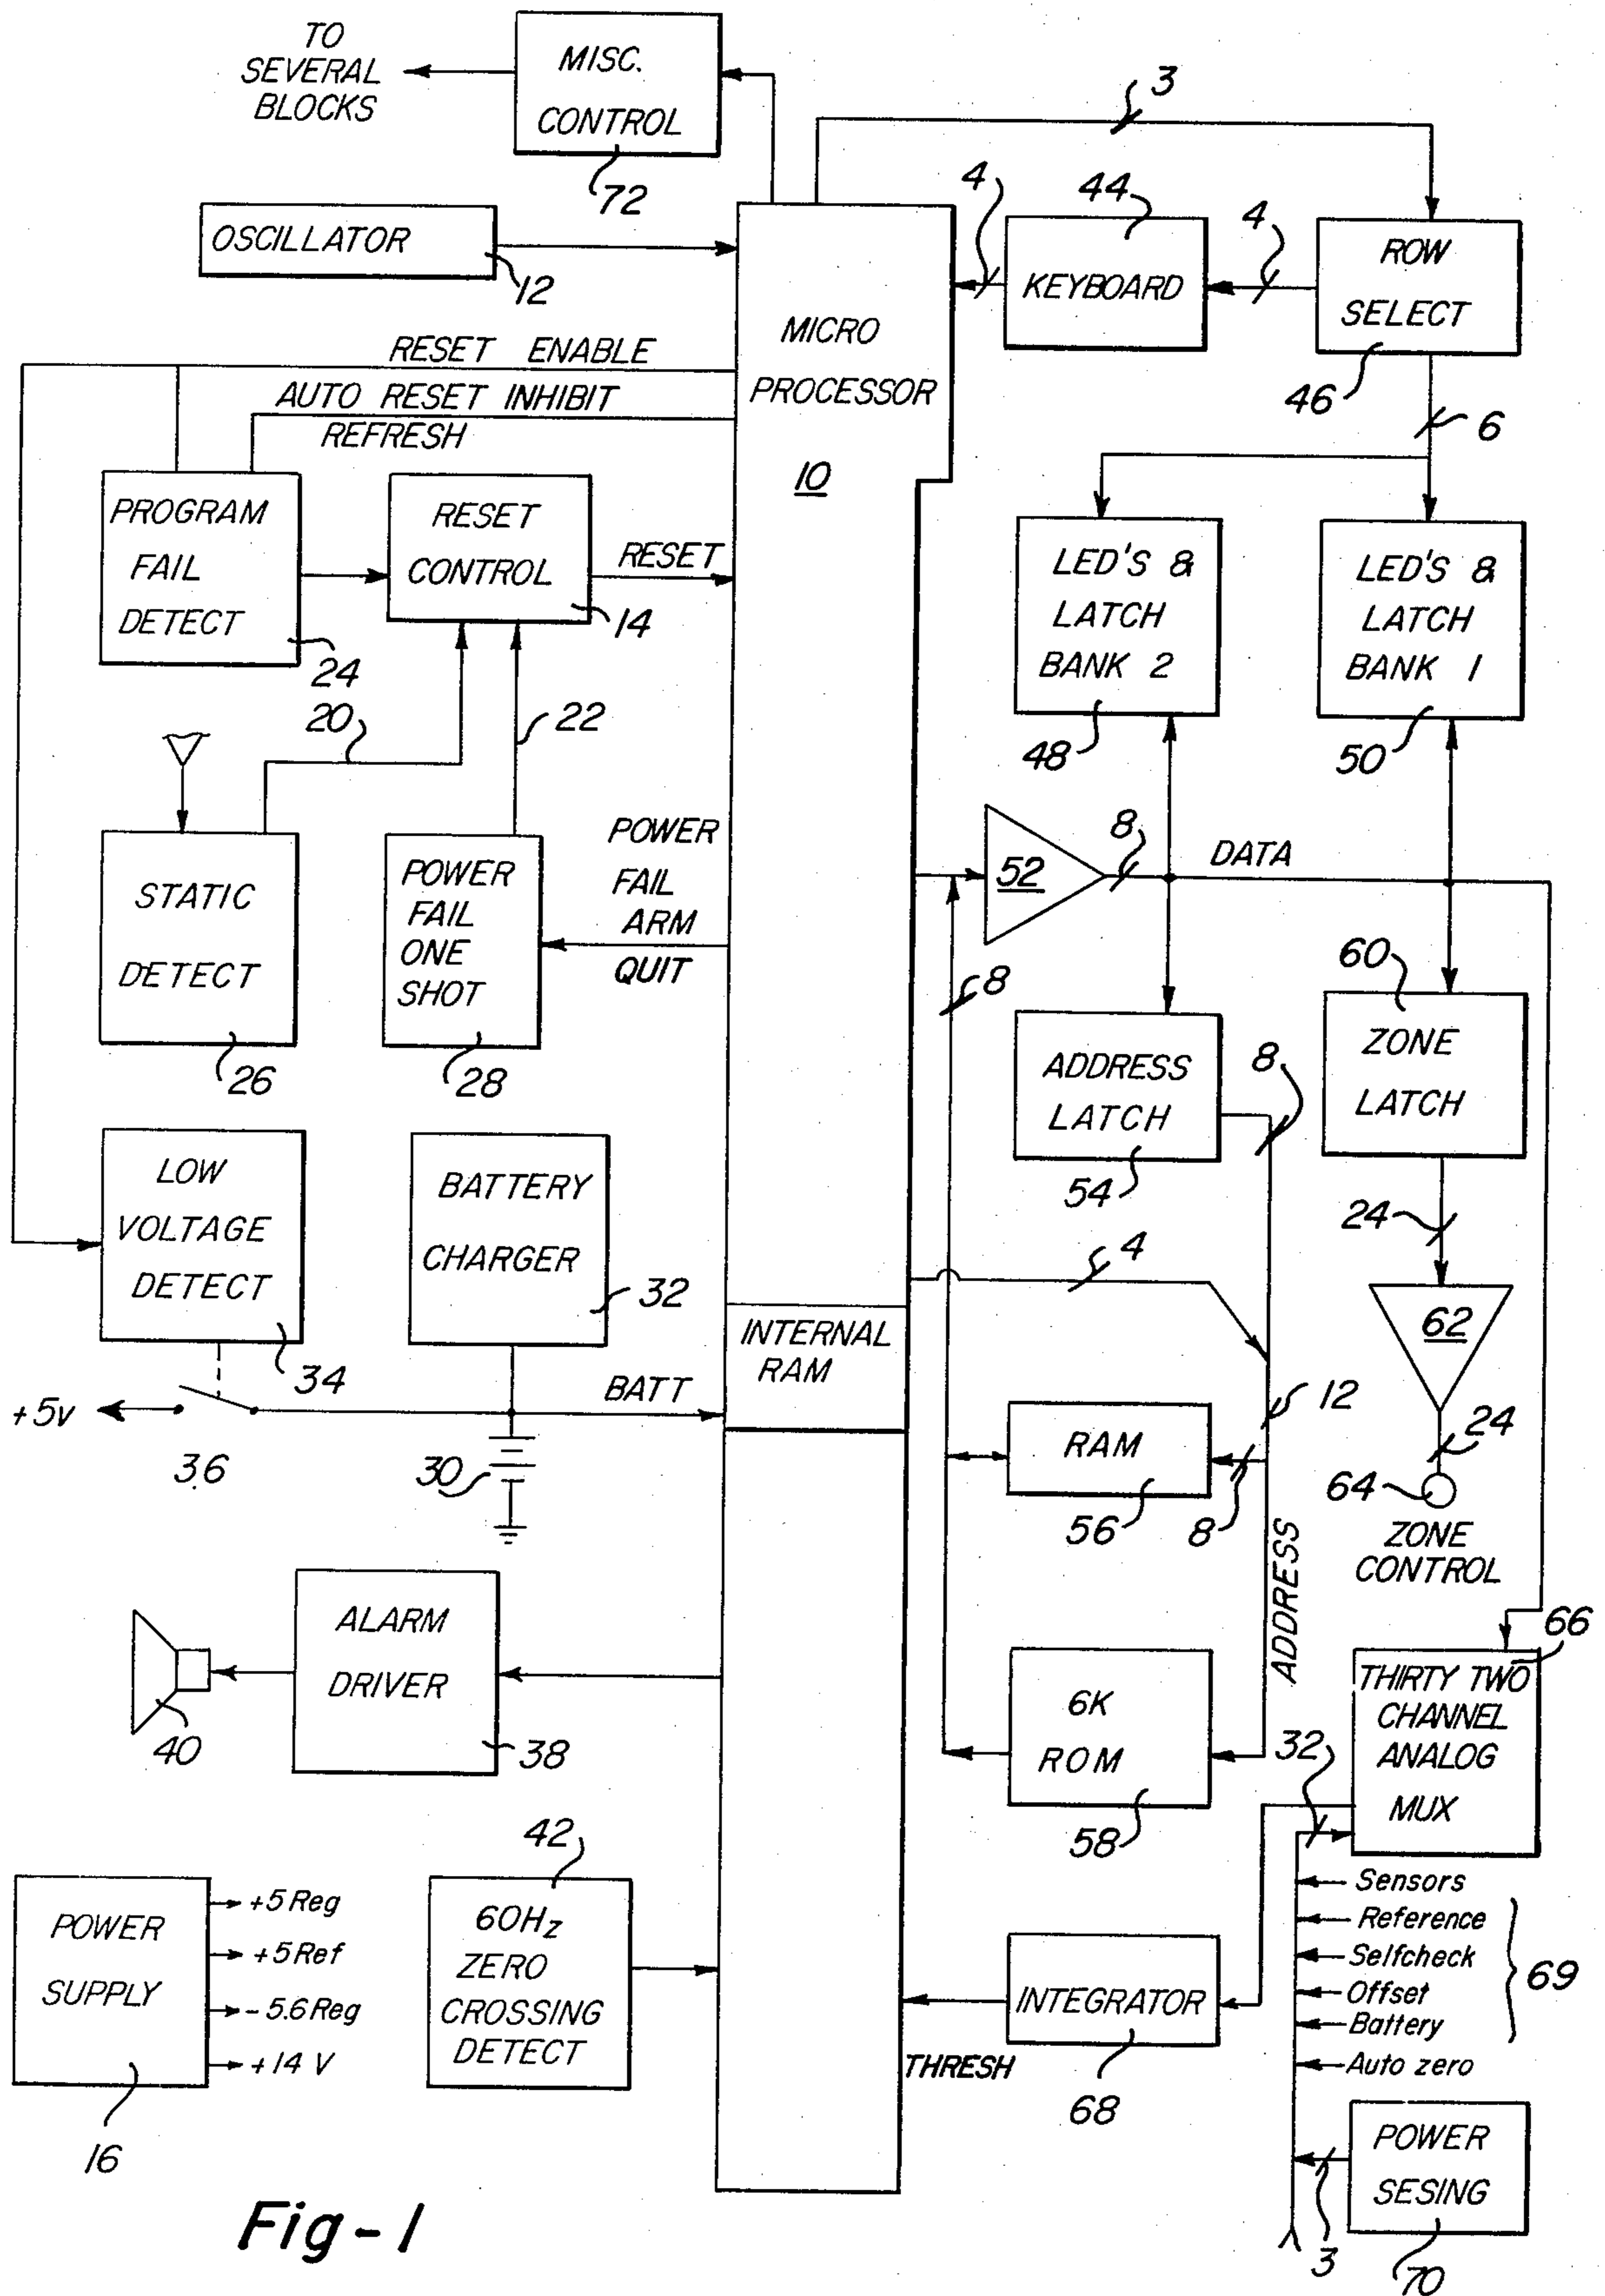 TO
SEVERAL
BLOCKS
MISC.
CONTROL
72
3
OSCILLATOR
12
4
44
KEYBOARD
4
ROW
SELECT
46
6
MICRO
PROCESSOR
10
RESET ENABLE
AUTO RESET INHIBIT
REFRESH
PROGRAM
FAIL
DETECT
24
RESET
CONTROL
14
RESET
20
22
LED'S &
LATCH
BANK 2
48
LED'S &
LATCH
BANK 1
50
STATIC
DETECT
26
POWER
FAIL
ONE
SHOT
28
POWER
FAIL
ARM
QUIT
52
8
DATA
8
60
ZONE
LATCH
ADDRESS
LATCH
54
8
24
62
24
64
ZONE
CONTROL
LOW
VOLTAGE
DETECT
34
BATTERY
CHARGER
32
4
INTERNAL
RAM
BATT
+5v
36
30
12
RAM
56
8
ADDRESS
ALARM
DRIVER
38
40
6K
ROM
58
66
THIRTY TWO
CHANNEL
ANALOG
MUX
32
Sensors
Reference
Selfcheck
Offset
Battery
69
Auto zero
POWER
SUPPLY
16
+5 Reg
+5 Ref
-5.6 Reg
+14 V
42
60Hz
ZERO
CROSSING
DETECT
INTEGRATOR
68
THRESH
POWER
SESING
70
3
Fig-1